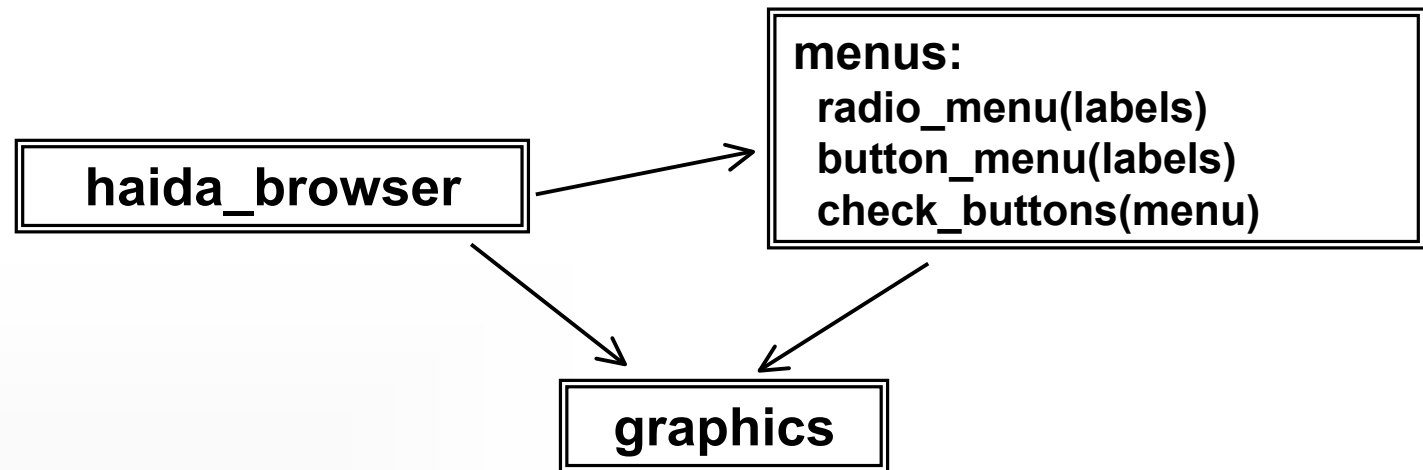 haida_browser
menus:
radio_menu(labels)
button_menu(labels)
check_buttons(menu)
graphics